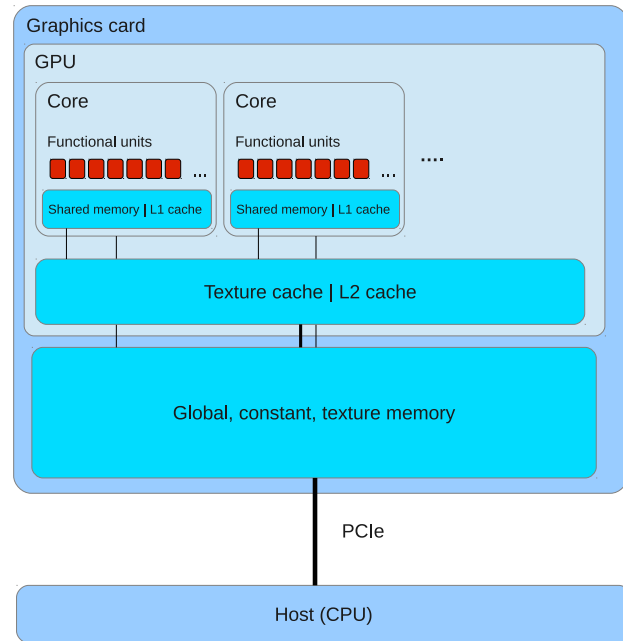 Graphics card
GPU
Core
Core
Functional units
Functional units
...
...
....
Shared memory | L1 cache
Shared memory | L1 cache
Texture cache | L2 cache
Global, constant, texture memory
PCIe
Host (CPU)